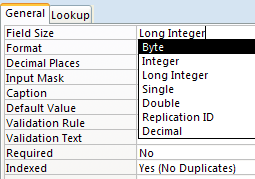 General Lookup
Field Size Long Integer
Format Byte
Decimal Places Integer
Input Mask Long Integer
Caption Single
Default Value Double
Validation Rule Replication ID
Validation Text Decimal
Required No
Indexed Yes (No Duplicates)